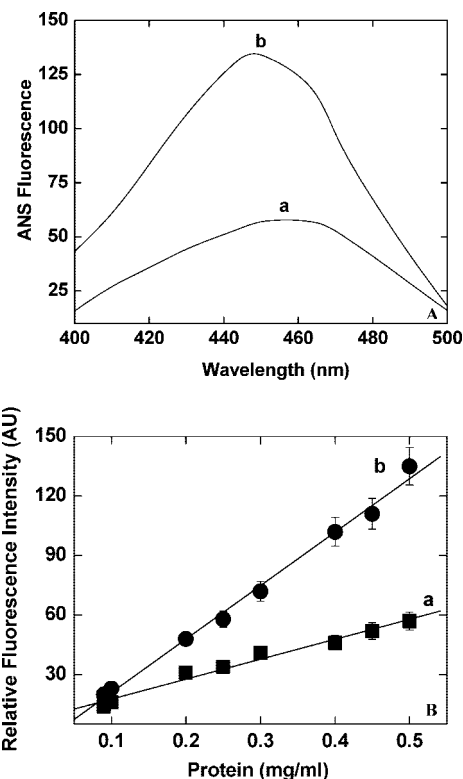 150
125
100
75
50
25
ANS Fluorescence
b
a
A
400 420 440 460 480 500
Wavelength (nm)
150
120
90
60
30
Relative Fluorescence Intensity (AU)
b
a
B
0.1 0.2 0.3 0.4 0.5
Protein (mg/ml)